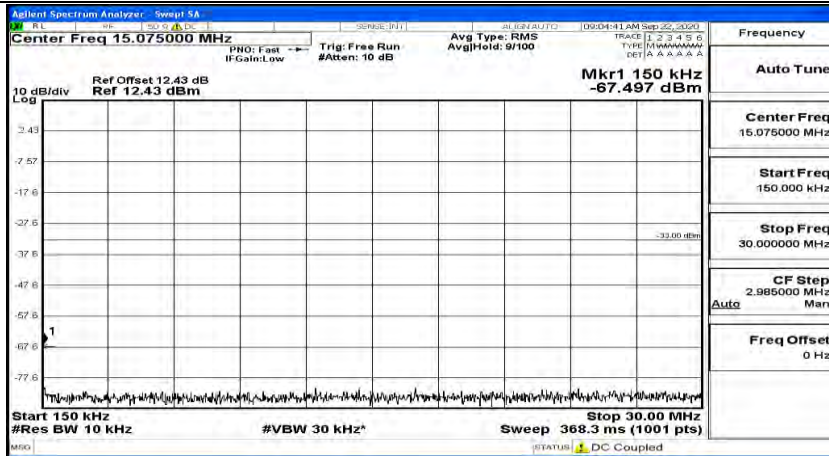 Agilent Spectrum Analyzer - Swept SA
RL RF 50 Ω DC SENSE:INT ALIGN AUTO 09:04:41 AM Sep 22, 2020
Center Freq 15.075000 MHz
PNO: Fast
IFGain:Low
Trig: Free Run
#Atten: 10 dB
Avg Type: RMS
Avg|Hold: 9/100
TRACE 1 2 3 4 5 6
TYPE MWWWWW
DET A A A A A A
Ref Offset 12.43 dB
10 dB/div Ref 12.43 dBm
Log
Mkr1 150 kHz
-67.497 dBm
2.43
-7.57
-17.6
-27.6
-33.00 dBm
-37.6
-47.6
-57.6
1
-67.6
-77.6
Start 150 kHz
Stop 30.00 MHz
#Res BW 10 kHz
#VBW 30 kHz*
Sweep 368.3 ms (1001 pts)
MSG
STATUS DC Coupled
Frequency
Auto Tune
Center Freq
15.075000 MHz
Start Freq
150.000 kHz
Stop Freq
30.000000 MHz
CF Step
2.985000 MHz
Auto Man
Freq Offset
0 Hz